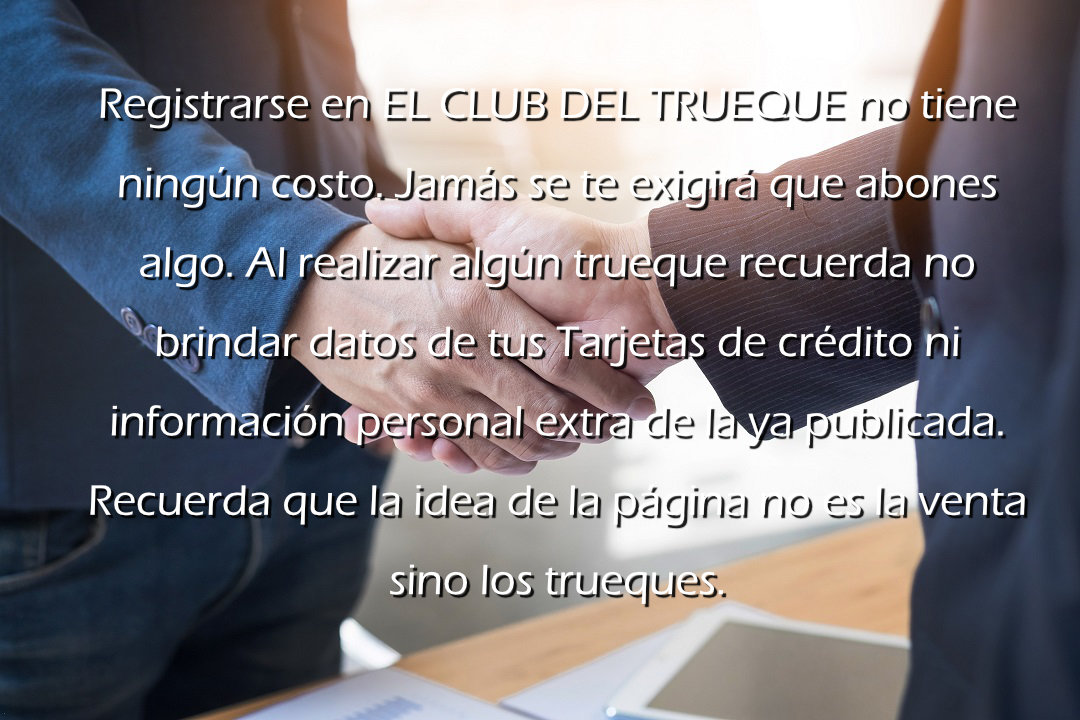 Registrarse en EL CLUB DEL TRUEQUE no tiene
ningún costo. Jamás se te exigirá que abones
algo. Al realizar algún trueque recuerda no
brindar datos de tus Tarjetas de crédito ni
información personal extra de la ya publicada.
Recuerda que la idea de la página no es la venta
sino los trueques.